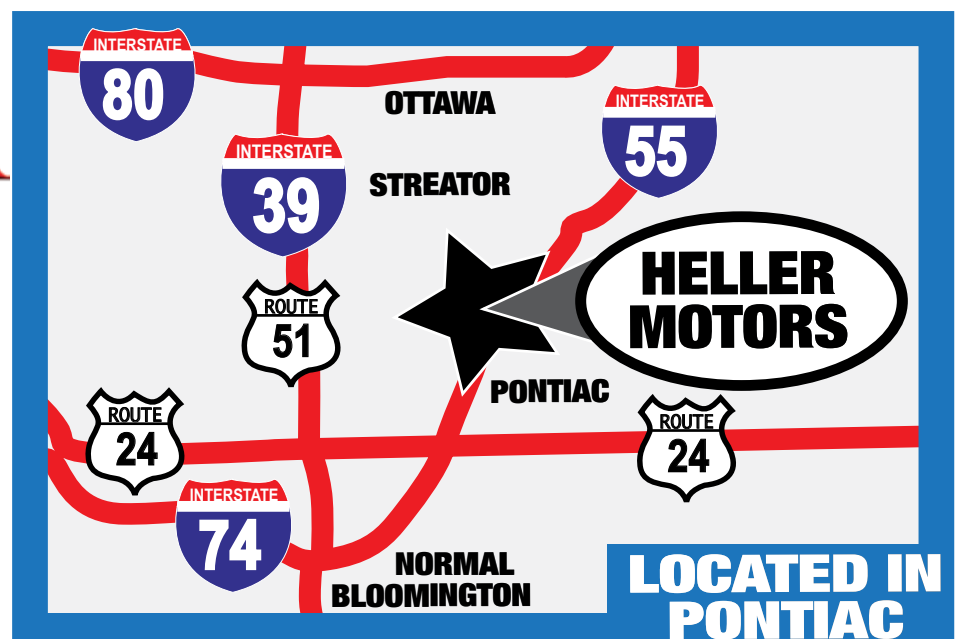 INTERSTATE
80
OTTAWA
INTERSTATE
55
INTERSTATE
39
STREATOR
HELLER
MOTORS
ROUTE
51
PONTIAC
ROUTE
24
ROUTE
24
INTERSTATE
74
NORMAL
BLOOMINGTON
LOCATED IN
PONTIAC